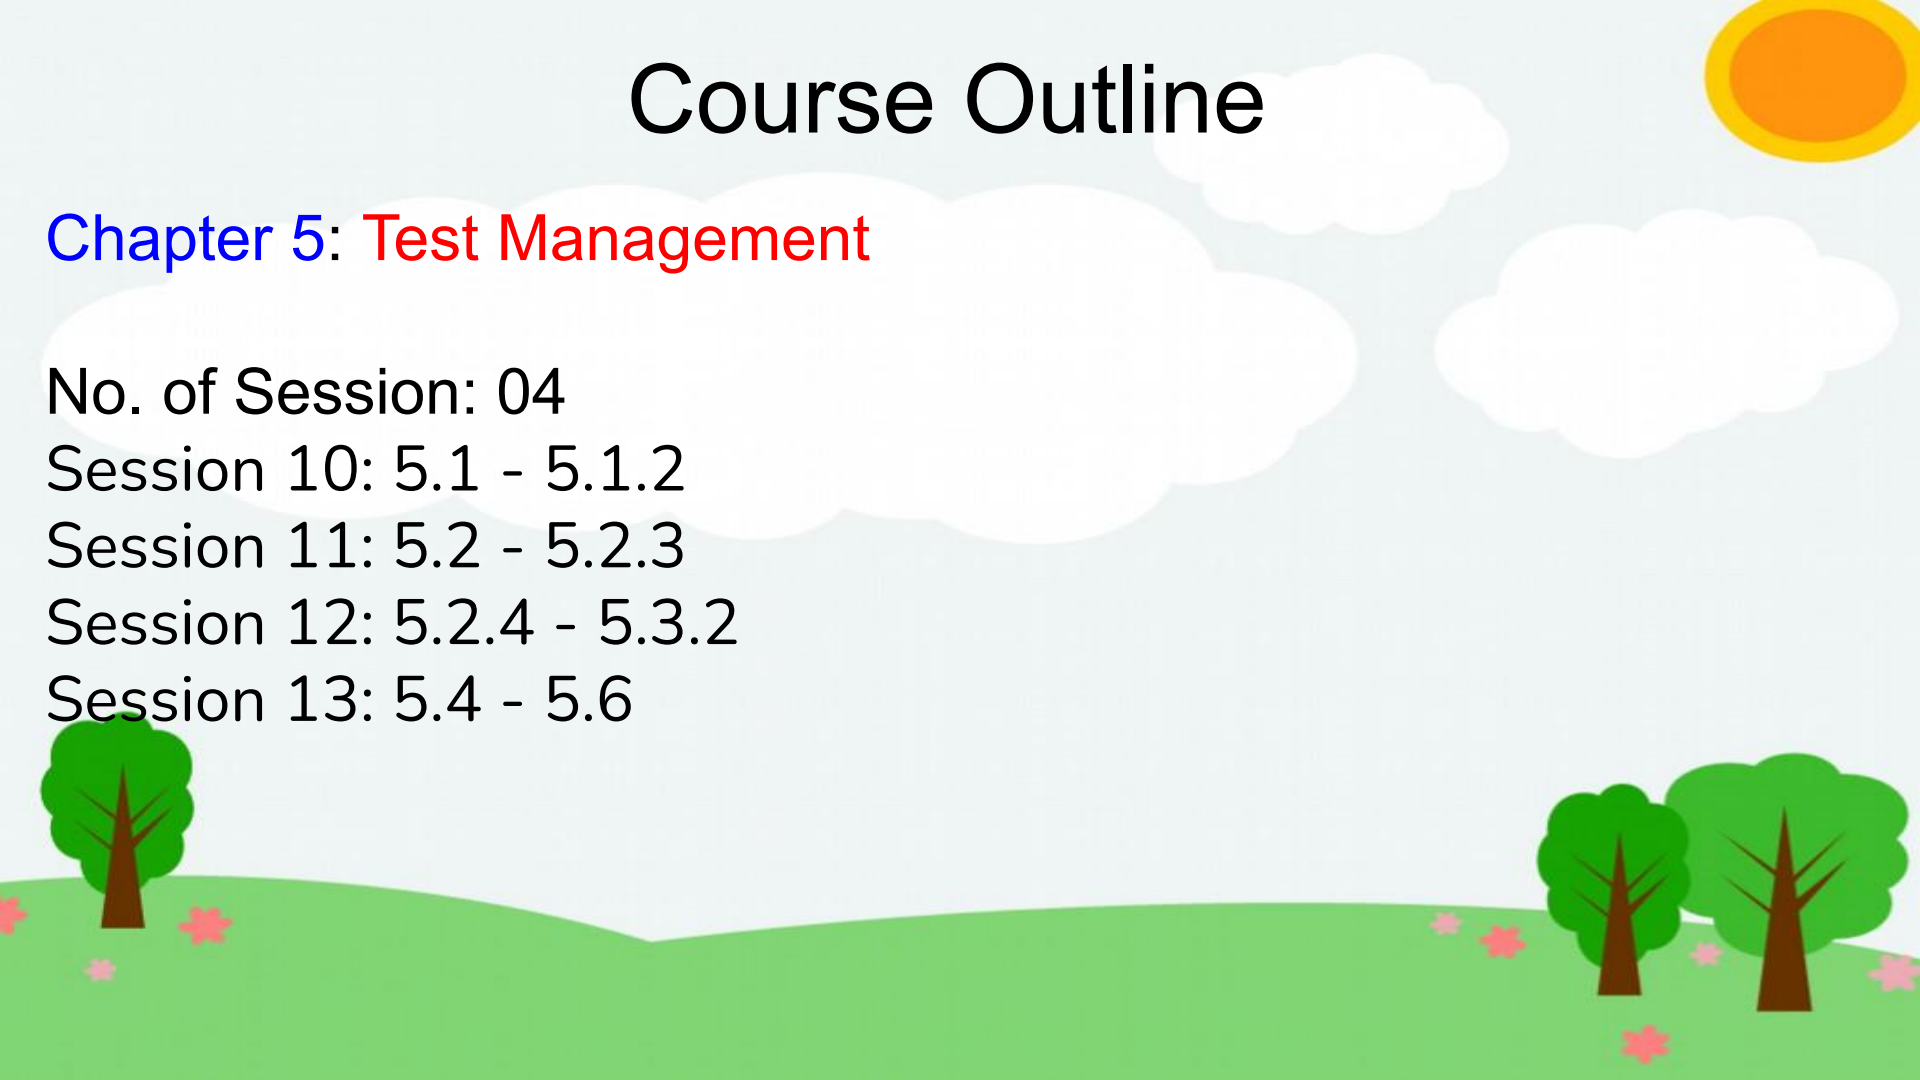 Course Outline
Chapter 5: Test Management
No. of Session: 04
Session 10: 5.1 - 5.1.2
Session 11: 5.2 - 5.2.3
Session 12: 5.2.4 - 5.3.2
Session 13: 5.4 - 5.6